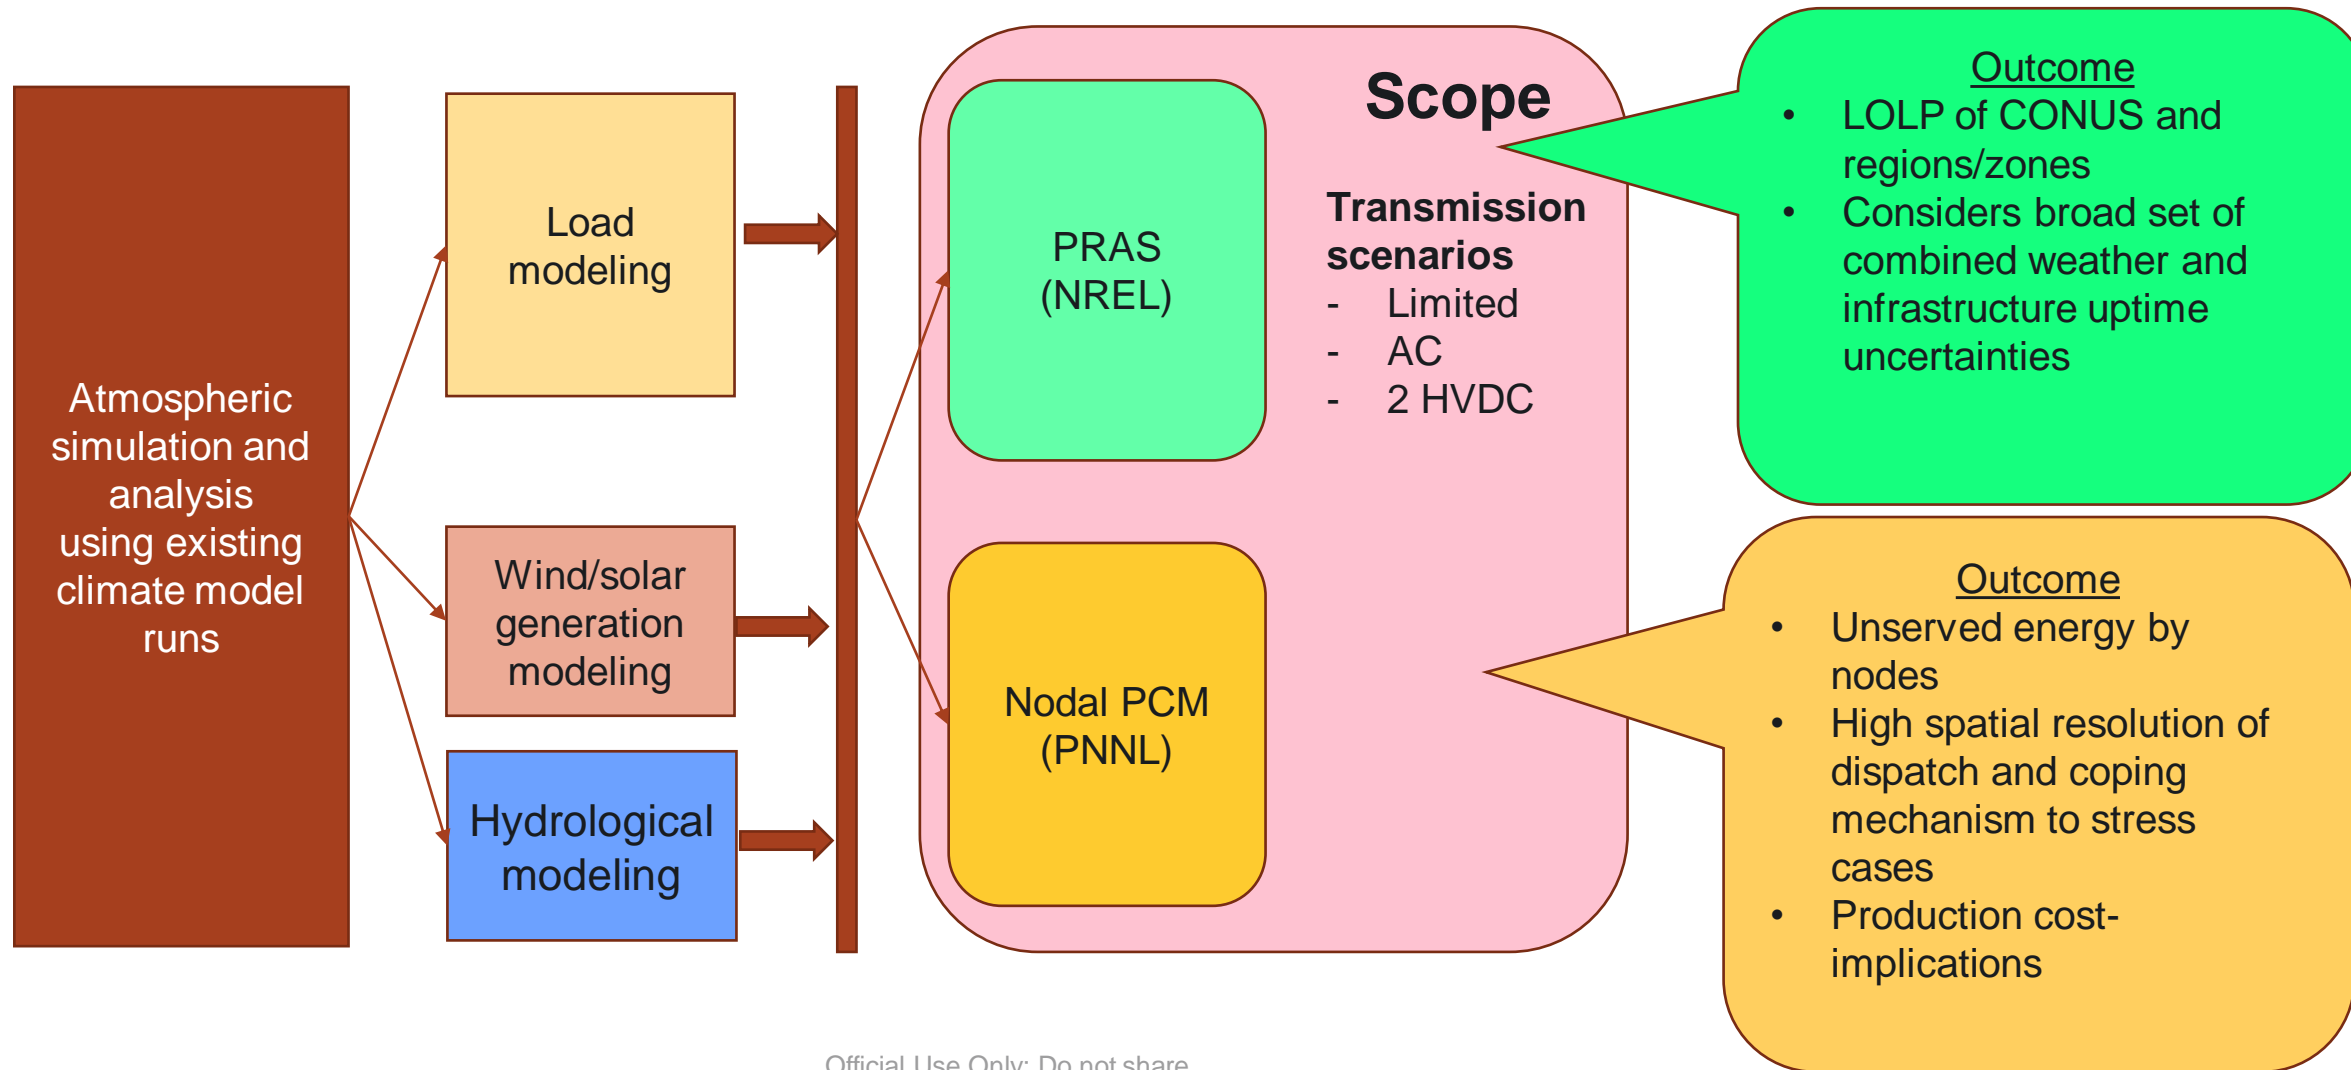 Atmospheric
simulation and
analysis
using existing
climate model
runs
Load
modeling
Wind/solar
generation
modeling
Hydrological
modeling
Scope
PRAS
(NREL)
Transmission
scenarios
- Limited
- AC
- 2 HVDC
Nodal PCM
(PNNL)
Outcome
• LOLP of CONUS and
regions/zones
• Considers broad set of
combined weather and
infrastructure uptime
uncertainties
Outcome
• Unserved energy by
nodes
• High spatial resolution of
dispatch and coping
mechanism to stress
cases
• Production cost-
implications
Official Use Only: Do not share